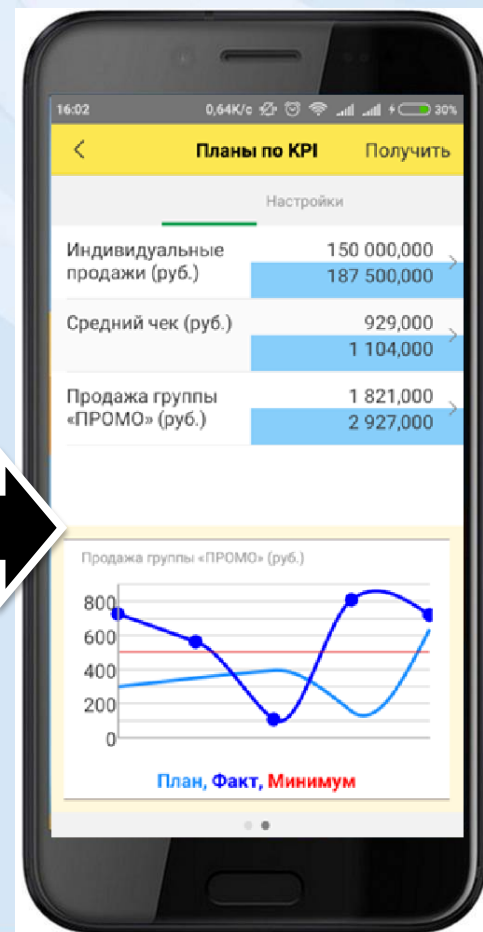 16:02 0,64K/с 30%
Планы по KPI Получить
Настройки
Индивидуальные 150 000,000
продажи (руб.) 187 500,000
Средний чек (руб.) 929,000
1 104,000
Продажа группы 1 821,000
«ПРОМО» (руб.) 2 927,000
Продажа группы «ПРОМО» (руб.)
800
600
400
200
0
План, Факт, Минимум